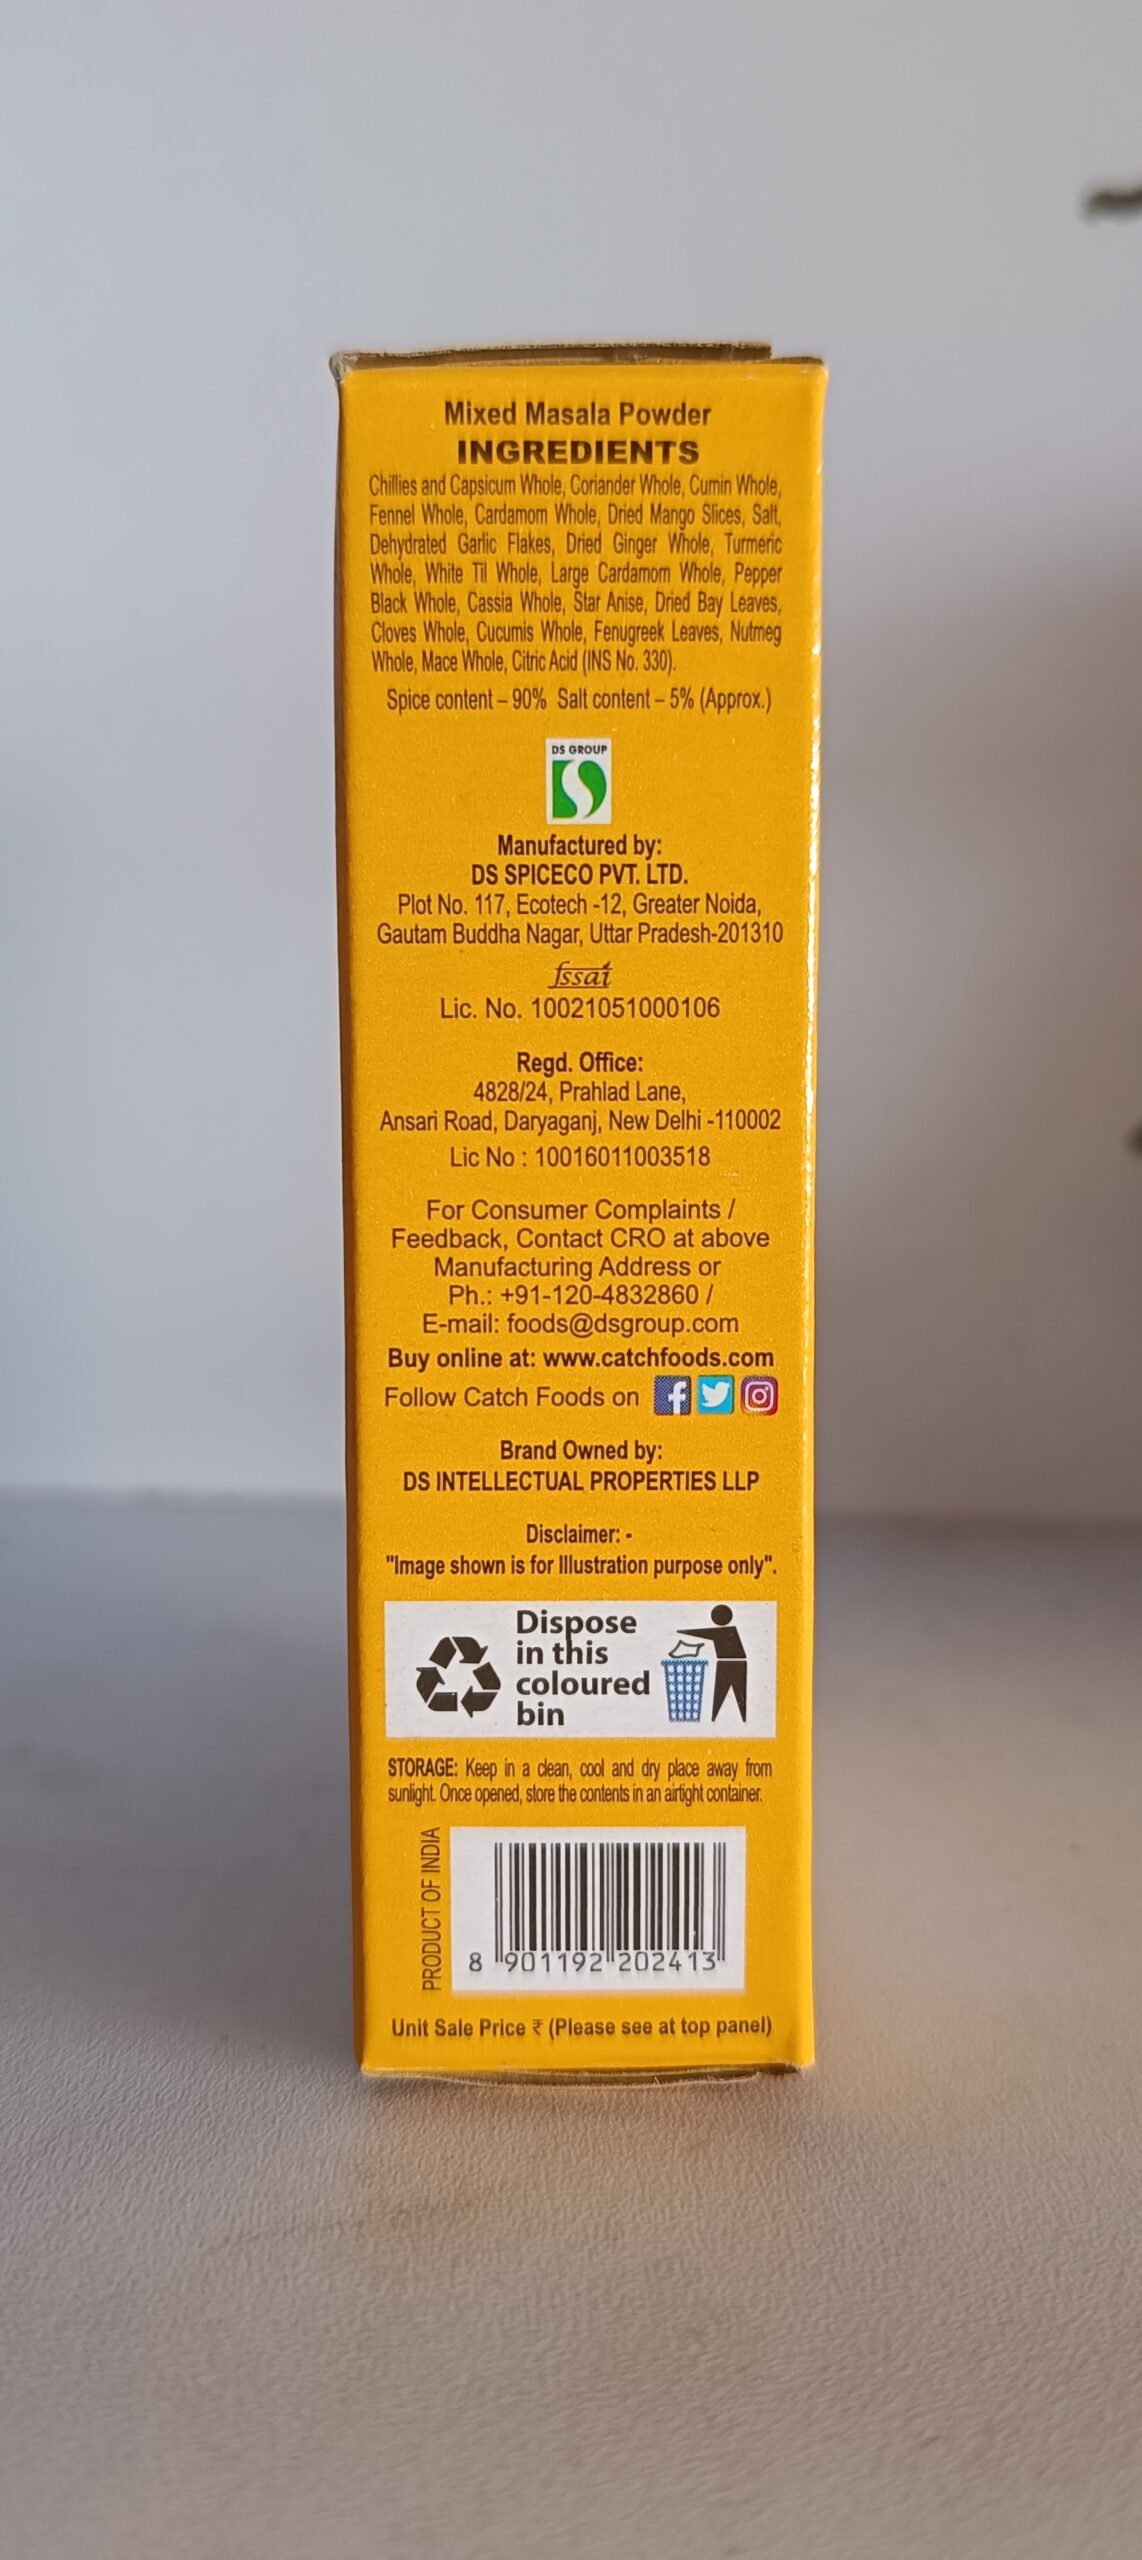 Mixed Masala Powder
INGREDIENTS
Chillies and Capsicum Whole, Coriander Whole, Cumin Whole,
Fennel Whole, Cardamom Whole, Dried Mango Slices, Salt,
Dehydrated Garlic Flakes, Dried Ginger Whole, Turmeric
Whole, White Til Whole, Large Cardamom Whole, Pepper
Black Whole, Cassia Whole, Star Anise, Dried Bay Leaves,
Cloves Whole, Cucumis Whole, Fenugreek Leaves, Nutmeg
Whole, Mace Whole, Citric Acid (INS No. 330).
Spice content – 90% Salt content – 5% (Approx.)
DS GROUP
Manufactured by:
DS SPICECO PVT. LTD.
Plot No. 117, Ecotech -12, Greater Noida,
Gautam Buddha Nagar, Uttar Pradesh-201310
fssai
Lic. No. 10021051000106
Regd. Office:
4828/24, Prahlad Lane,
Ansari Road, Daryaganj, New Delhi -110002
Lic No : 10016011003518
For Consumer Complaints /
Feedback, Contact CRO at above
Manufacturing Address or
Ph.: +91-120-4832860 /
E-mail: foods@dsgroup.com
Buy online at: www.catchfoods.com
Follow Catch Foods on
Brand Owned by:
DS INTELLECTUAL PROPERTIES LLP
Disclaimer: -
"Image shown is for Illustration purpose only".
Dispose
in this
coloured
bin
STORAGE: Keep in a clean, cool and dry place away from
sunlight. Once opened, store the contents in an airtight container.
PRODUCT OF INDIA
8 901192 202413
Unit Sale Price ₹ (Please see at top panel)